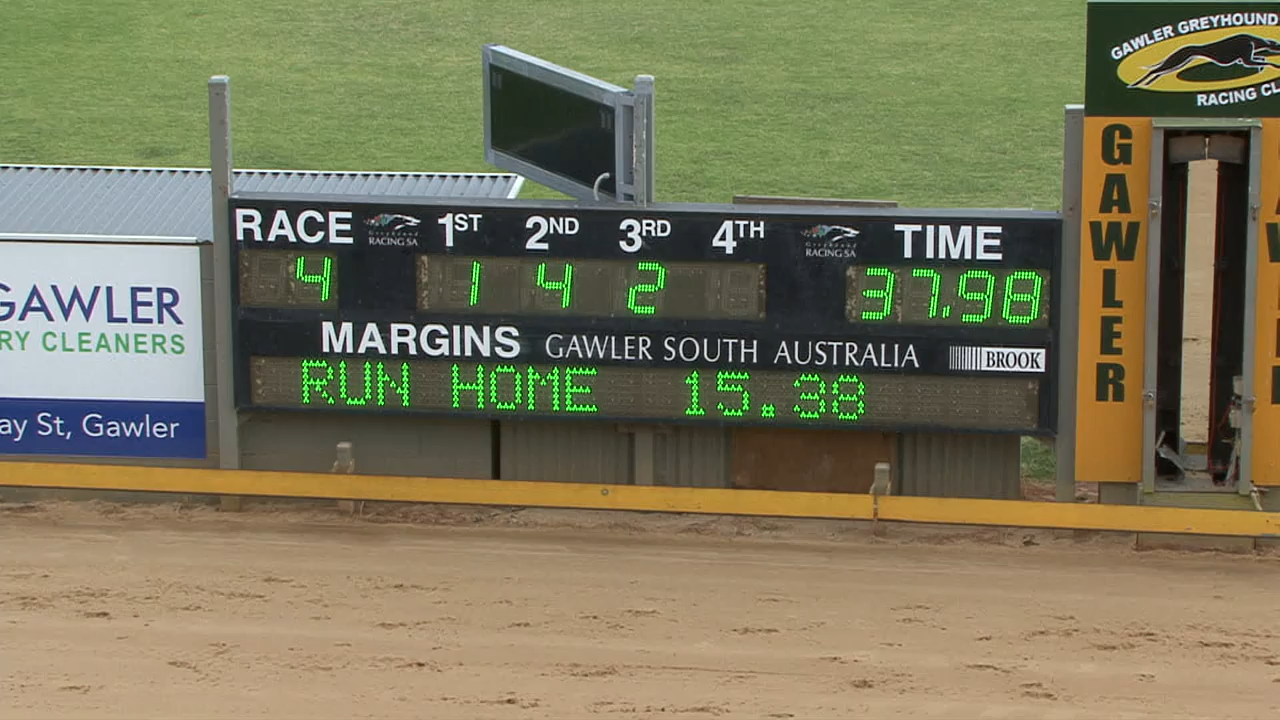 GAWLER GREYHOUND
RACING CL
GAWLER
RACE
Greyhound
RACING SA
1ST 2ND 3RD 4TH
Greyhound
RACING SA
TIME
4 1 4 2 37.98
MARGINS GAWLER SOUTH AUSTRALIA BROOK
RUN HOME 15.38
GAWLER
RY CLEANERS
ay St, Gawler